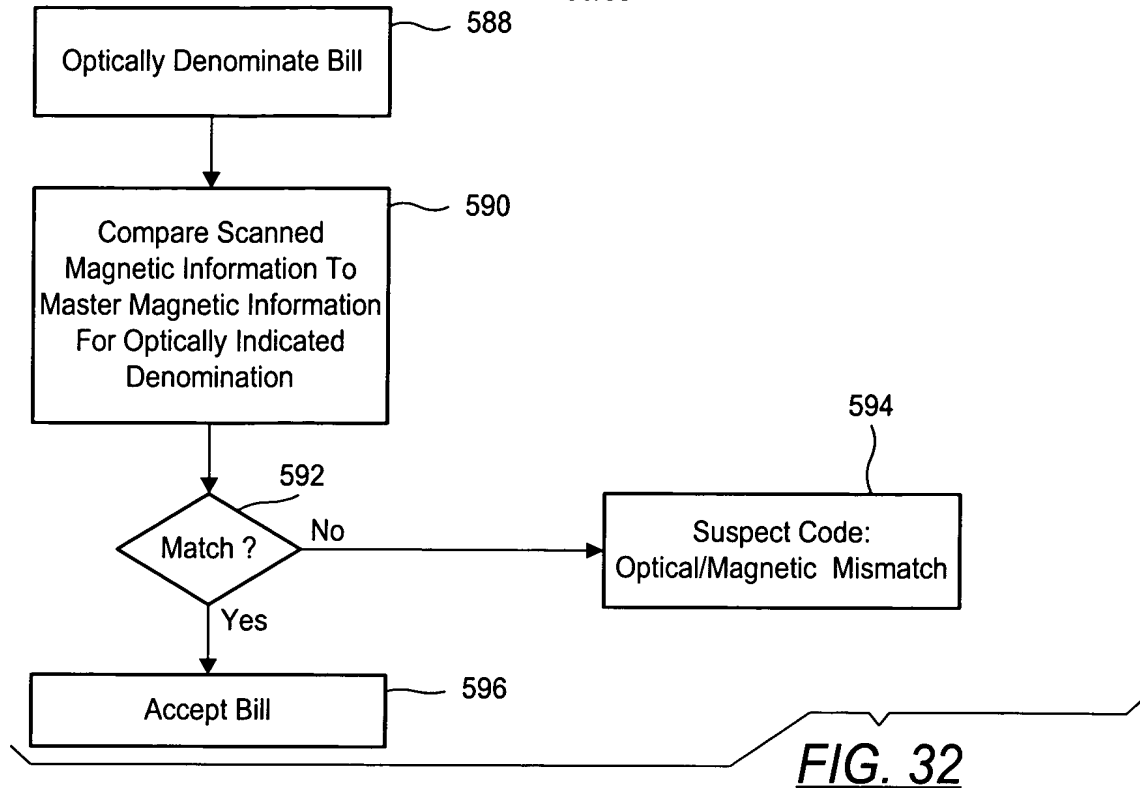 588
Optically Denominate Bill
590
Compare Scanned
Magnetic Information To
Master Magnetic Information
For Optically Indicated
Denomination
592
Match ?
No
594
Suspect Code:
Optical/Magnetic Mismatch
Yes
596
Accept Bill
FIG. 32